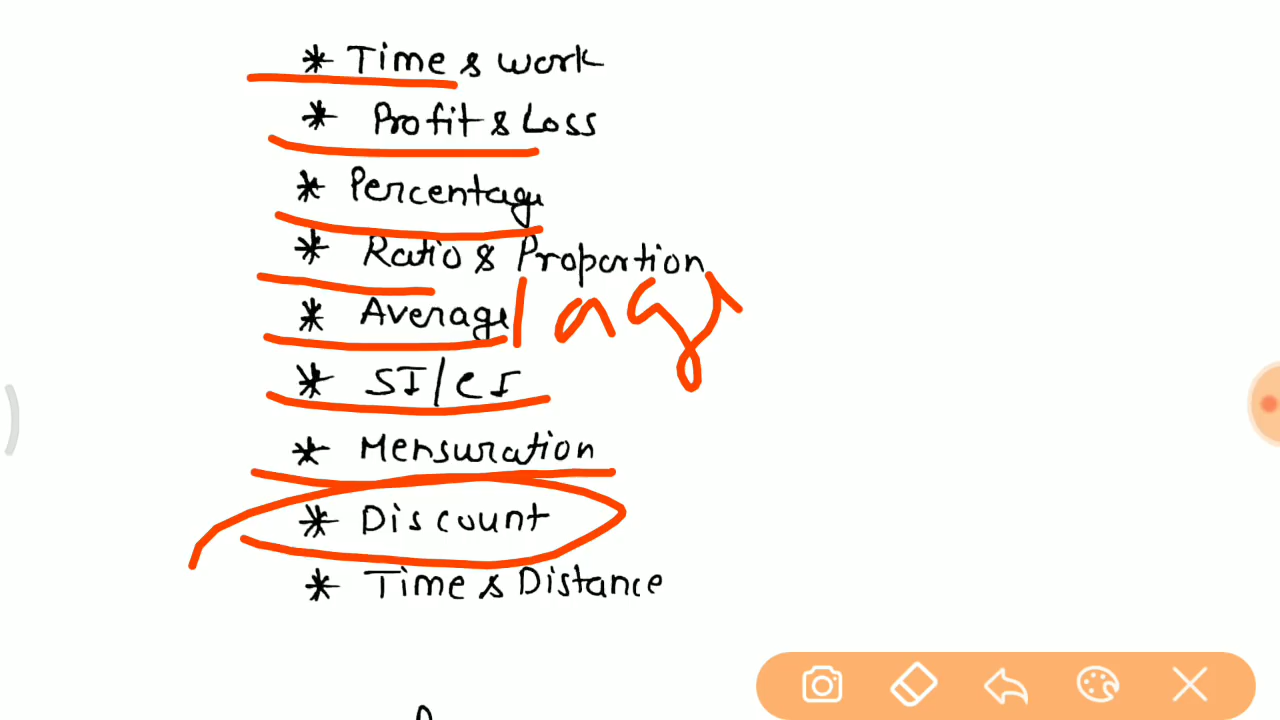 * Time & work
* Profit & Loss
* Percentage
* Ratio & Proportion
* Average
* SI/CI
* Mensuration
* Discount
* Time & Distance